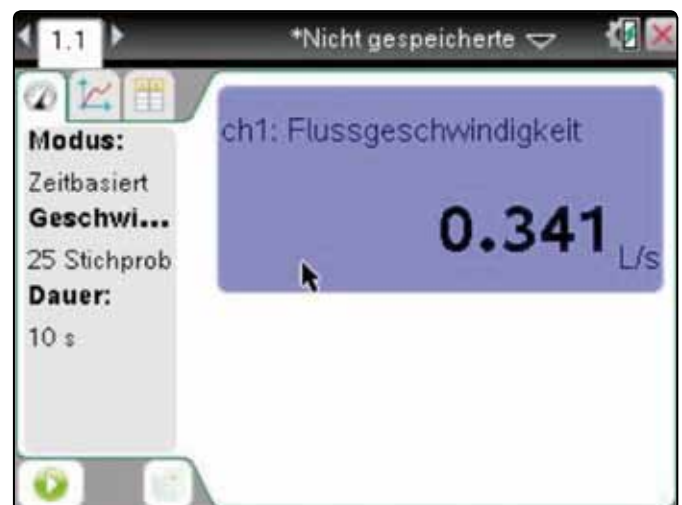 1.1
*Nicht gespeicherte
Modus:
Zeitbasiert
Geschwi...
25 Stichprob
Dauer:
10 s
ch1: Flussgeschwindigkeit
0.341 L/s